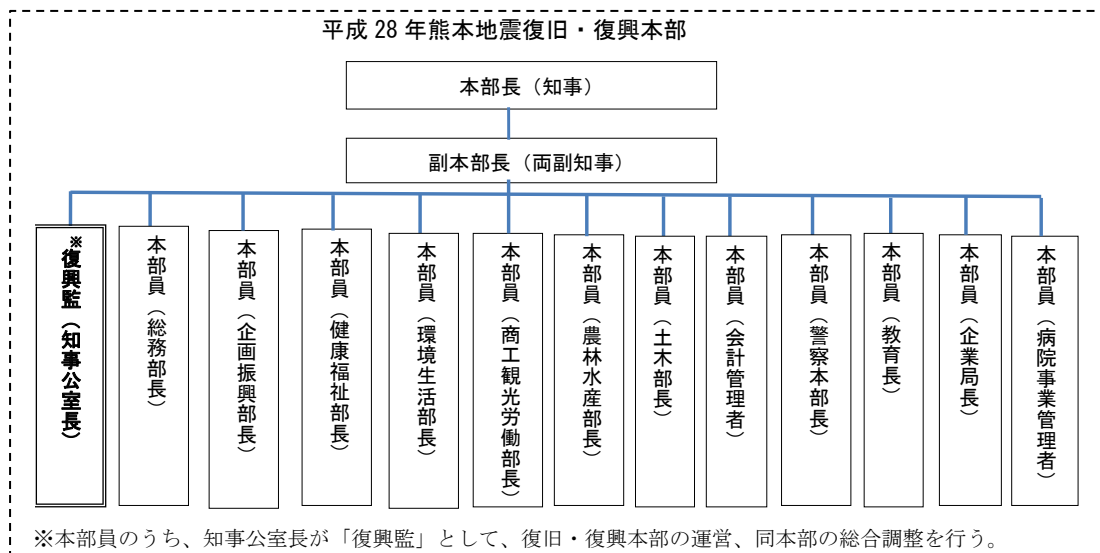 平成 28 年熊本地震復旧・復興本部
本部長（知事）
副本部長（両副知事）
※復興監（知事公室長）
本部員（総務部長）
本部員（企画振興部長）
本部員（健康福祉部長）
本部員（環境生活部長）
本部員（商工観光労働部長）
本部員（農林水産部長）
本部員（土木部長）
本部員（会計管理者）
本部員（警察本部長）
本部員（教育長）
本部員（企業局長）
本部員（病院事業管理者）
※本部員のうち、知事公室長が「復興監」として、復旧・復興本部の運営、同本部の総合調整を行う。